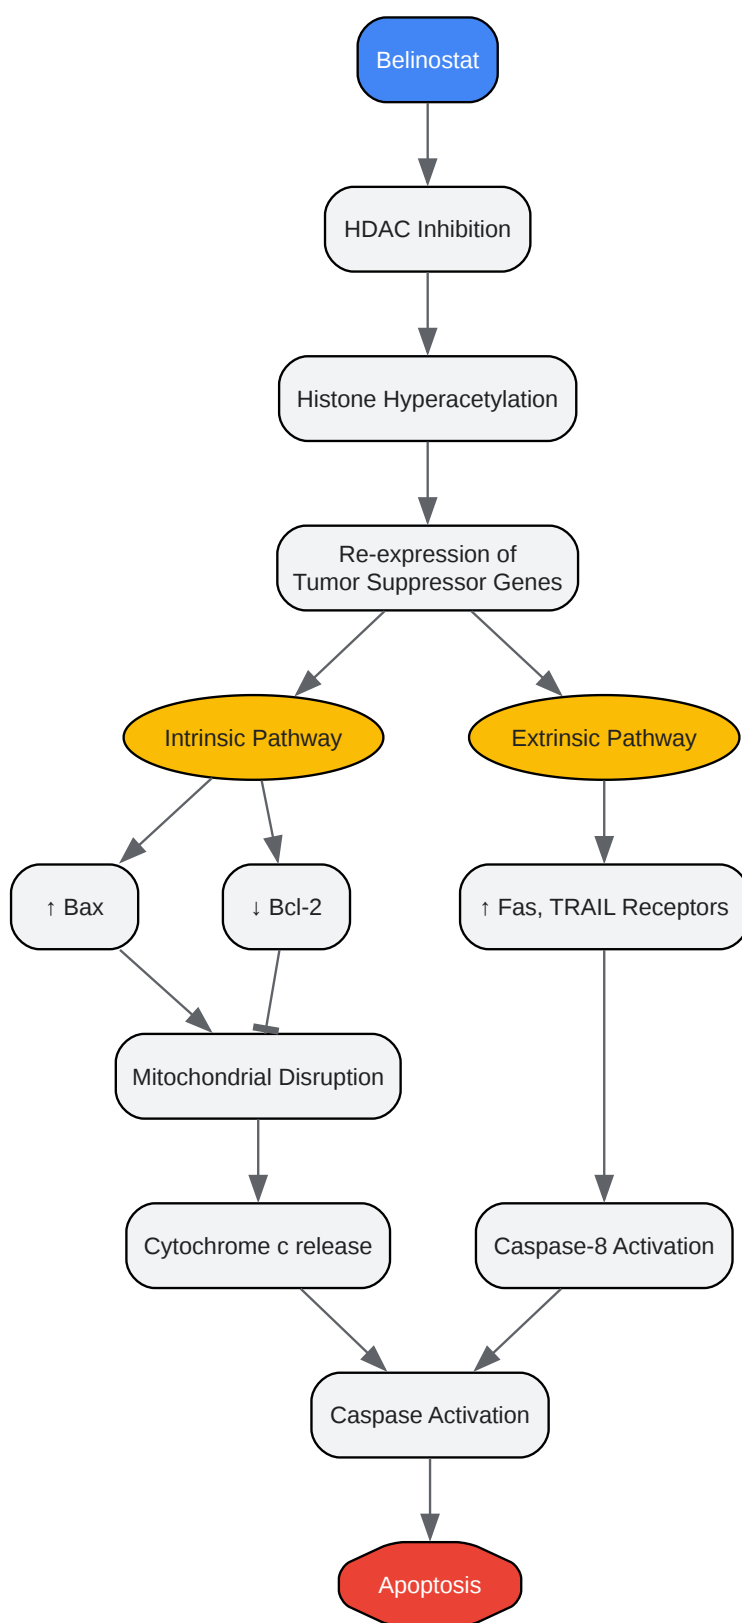 Belinostat
HDAC Inhibition
Histone Hyperacetylation
Re-expression of
Tumor Suppressor Genes
Intrinsic Pathway
Extrinsic Pathway
↑ Bax
↓ Bcl-2
↑ Fas, TRAIL Receptors
Mitochondrial Disruption
Cytochrome c release
Caspase-8 Activation
Caspase Activation
Apoptosis